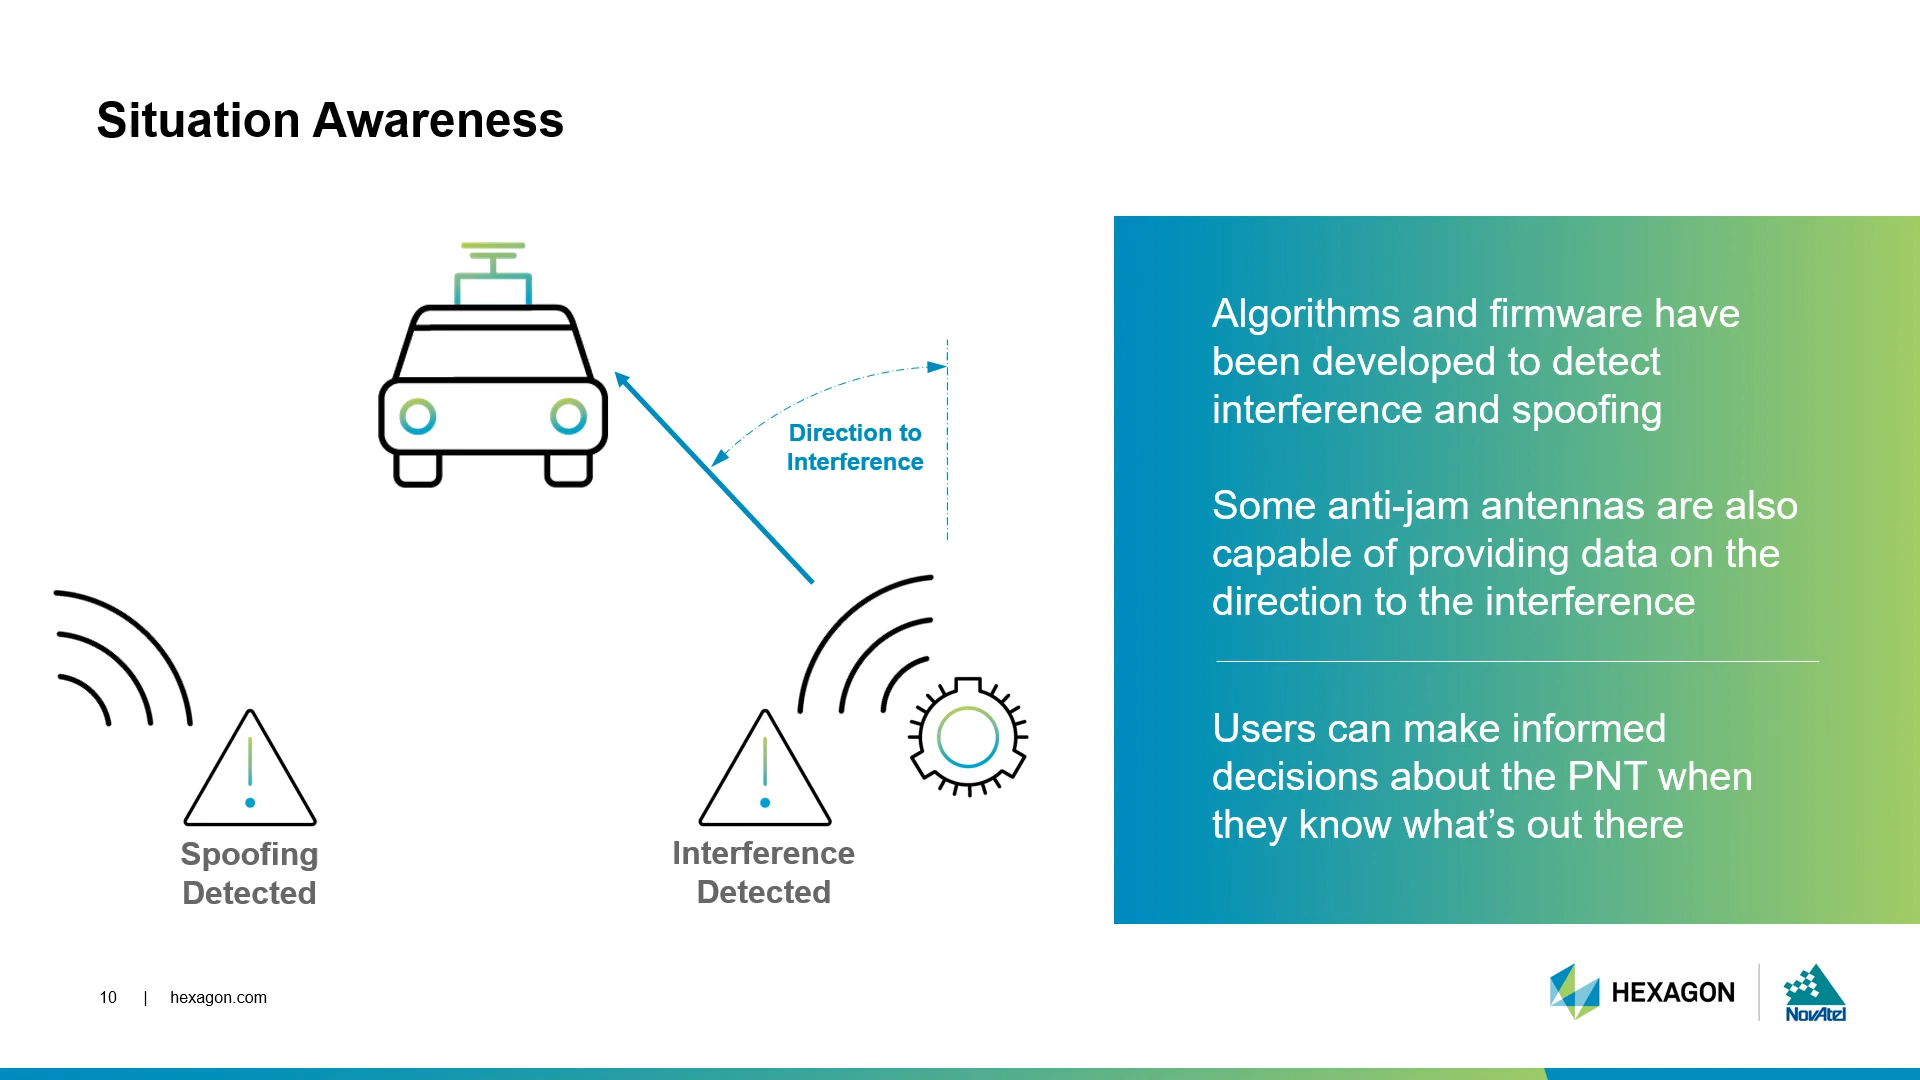 Situation Awareness
Direction to
Interference
Spoofing
Detected
Interference
Detected
Algorithms and firmware have
been developed to detect
interference and spoofing
Some anti-jam antennas are also
capable of providing data on the
direction to the interference
Users can make informed
decisions about the PNT when
they know what’s out there
10 | hexagon.com
HEXAGON
NovAtel